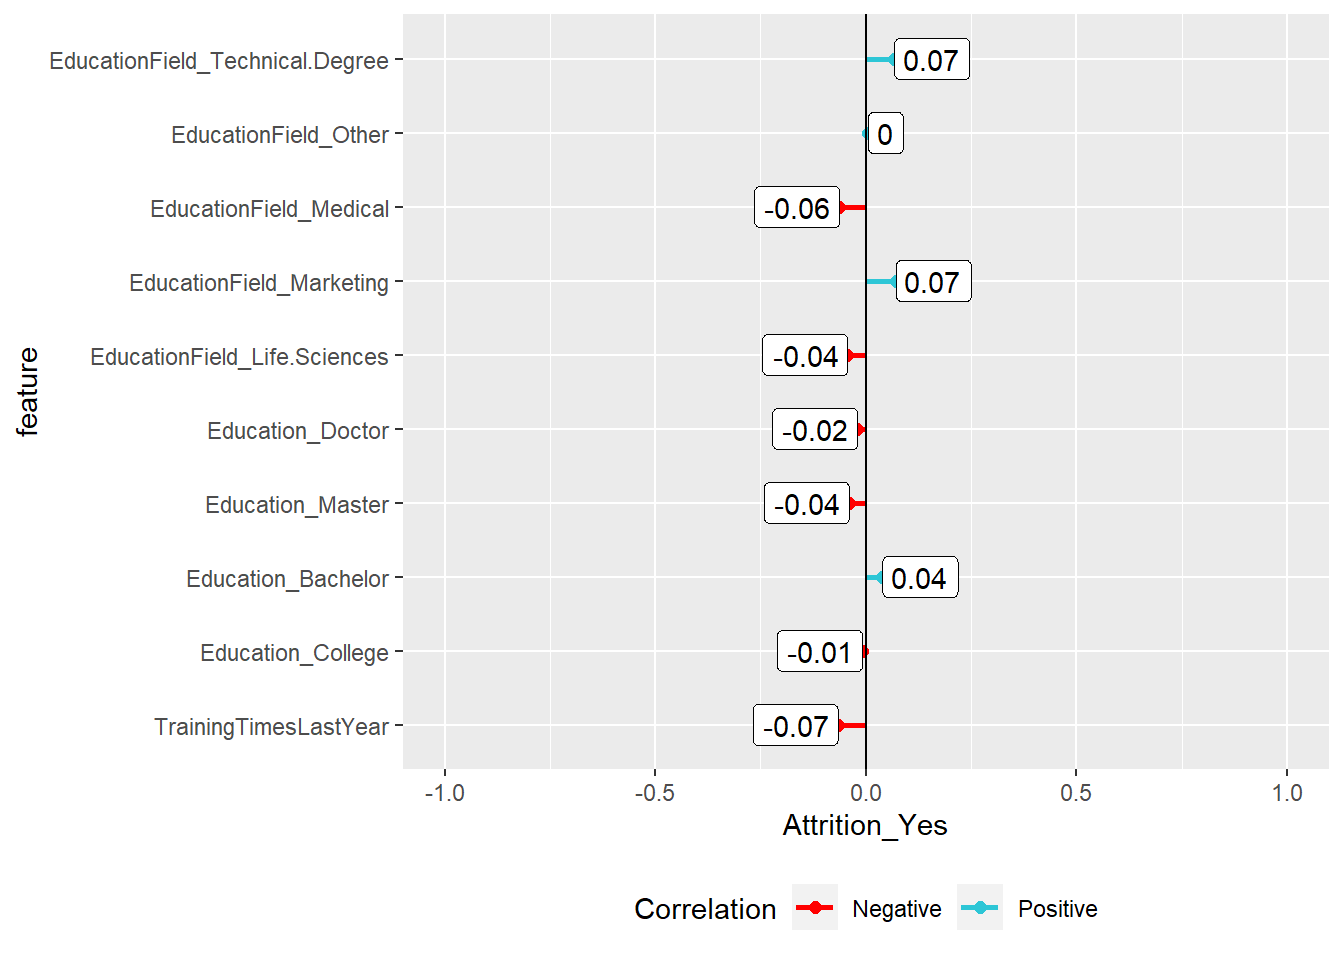 EducationField_Technical.Degree
0.07
EducationField_Other
0
EducationField_Medical
-0.06
EducationField_Marketing
0.07
EducationField_Life.Sciences
-0.04
Education_Doctor
-0.02
Education_Master
-0.04
Education_Bachelor
0.04
Education_College
-0.01
TrainingTimesLastYear
-0.07
feature
-1.0 -0.5 0.0 0.5 1.0
Attrition_Yes
Correlation Negative Positive